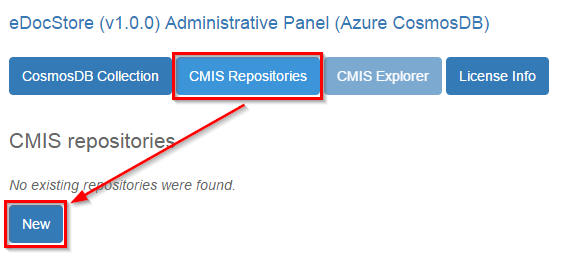 eDocStore (v1.0.0) Administrative Panel (Azure CosmosDB)
CosmosDB Collection CMIS Repositories CMIS Explorer License Info
CMIS repositories
No existing repositories were found.
New